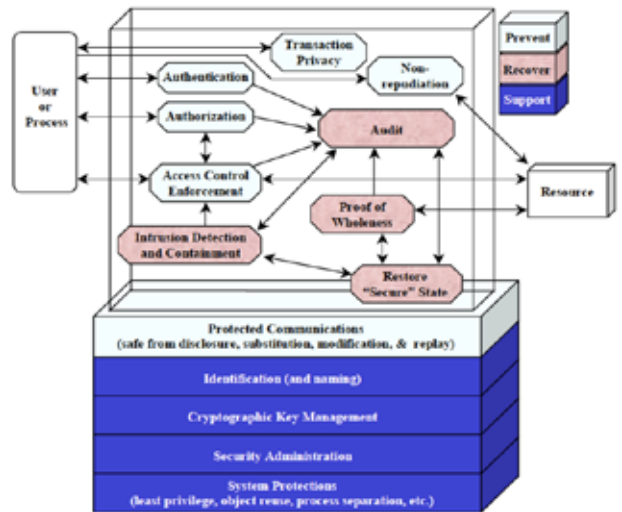 User
or
Process
Transaction
Privacy
Non-
repudiation
Authentication
Authorization
Audit
Access Control
Enforcement
Proof of
Wholeness
Intrusion Detection
and Containment
Restore
"Secure" State
Resource
Prevent
Recover
Support
Protected Communications
(safe from disclosure, substitution, modification, & replay)
Identification (and naming)
Cryptographic Key Management
Security Administration
System Protections
(least privilege, object reuse, process separation, etc.)